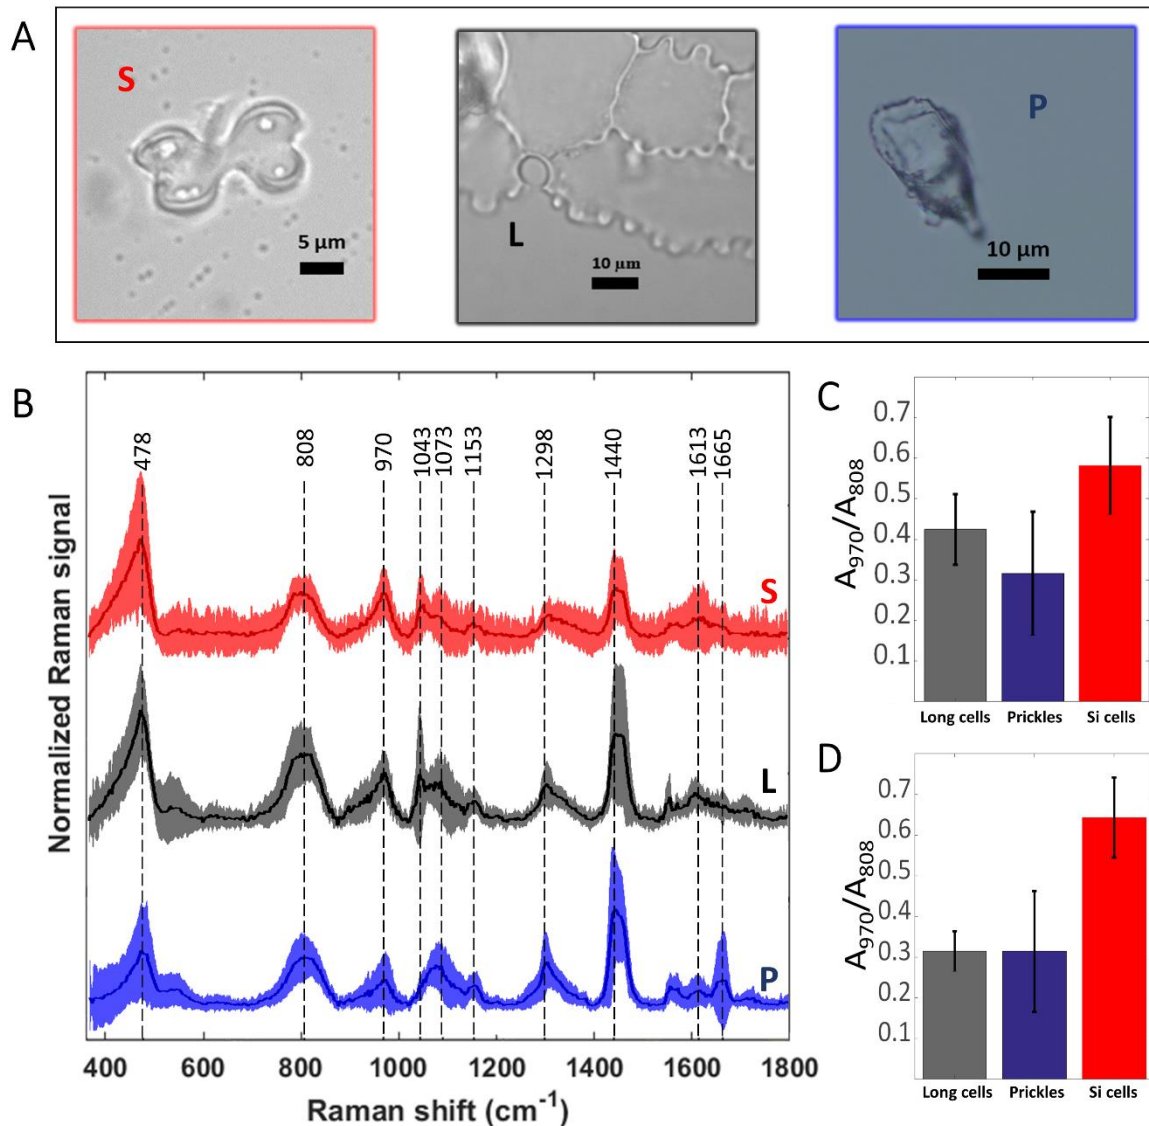 A
S
5 μm
L
10 μm
P
10 μm
B
478
808
970
1043
1073
1153
1298
1440
1613
1665
Normalized Raman signal
S
L
P
400 600 800 1000 1200 1400 1600 1800
Raman shift (cm-1)
C
A970/A808
0.7
0.6
0.5
0.4
0.3
0.2
0.1
Long cells Prickles Si cells
D
A970/A808
0.7
0.6
0.5
0.4
0.3
0.2
0.1
Long cells Prickles Si cells